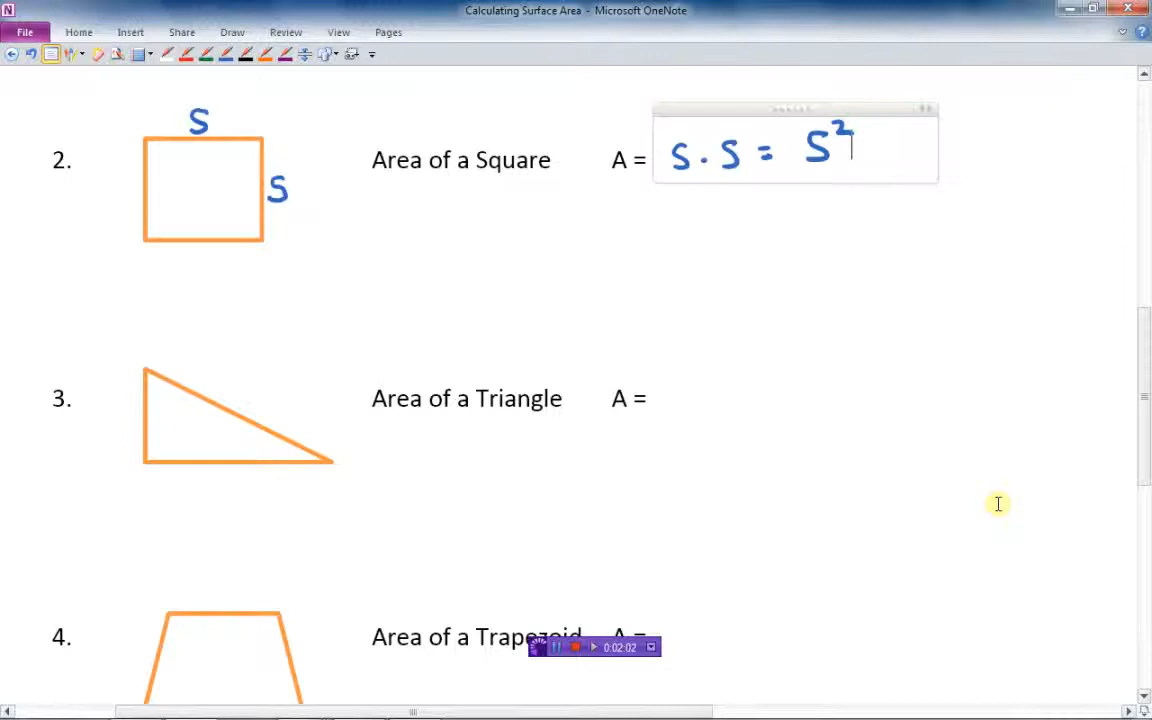 Calculating Surface Area - Microsoft OneNote
File Home Insert Share Draw Review View Pages
S
2. Area of a Square A = S · S = S²
S
3. Area of a Triangle A =
4. Area of a Trapezoid A =
0:02:02